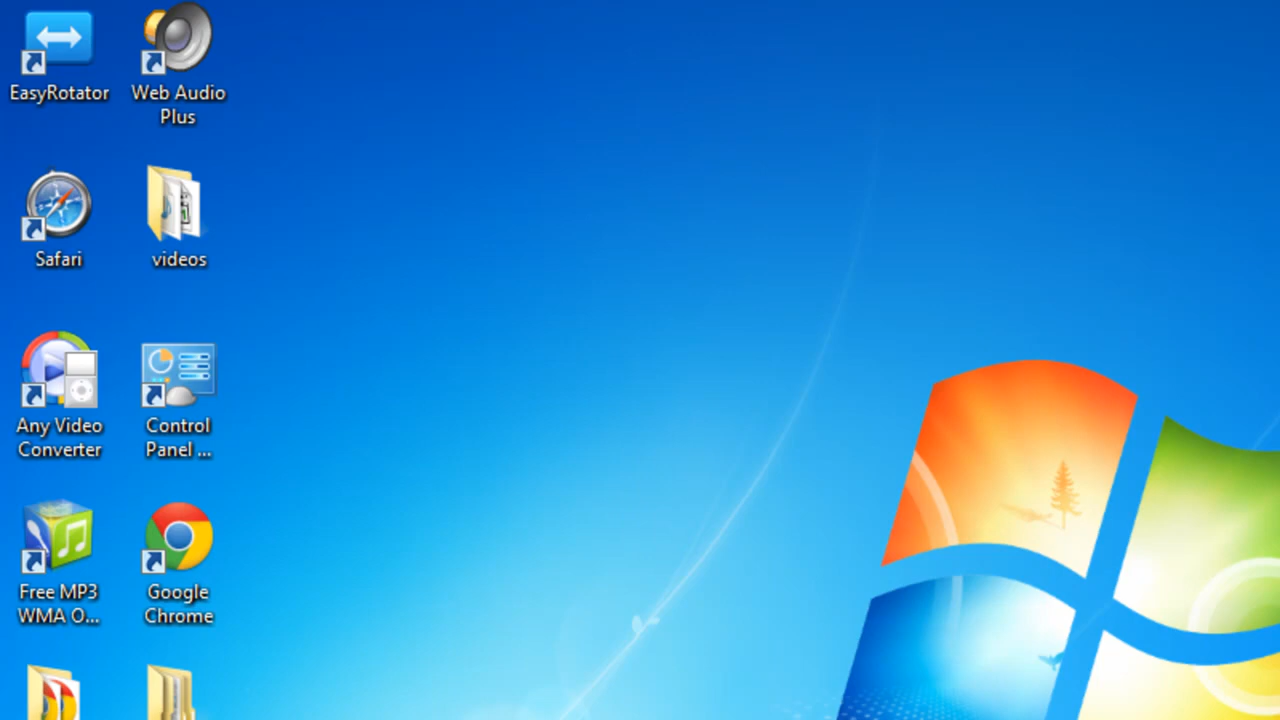 EasyRotator
Web Audio
Plus
Safari
videos
Any Video
Converter
Control
Panel ...
Free MP3
WMA O...
Google
Chrome